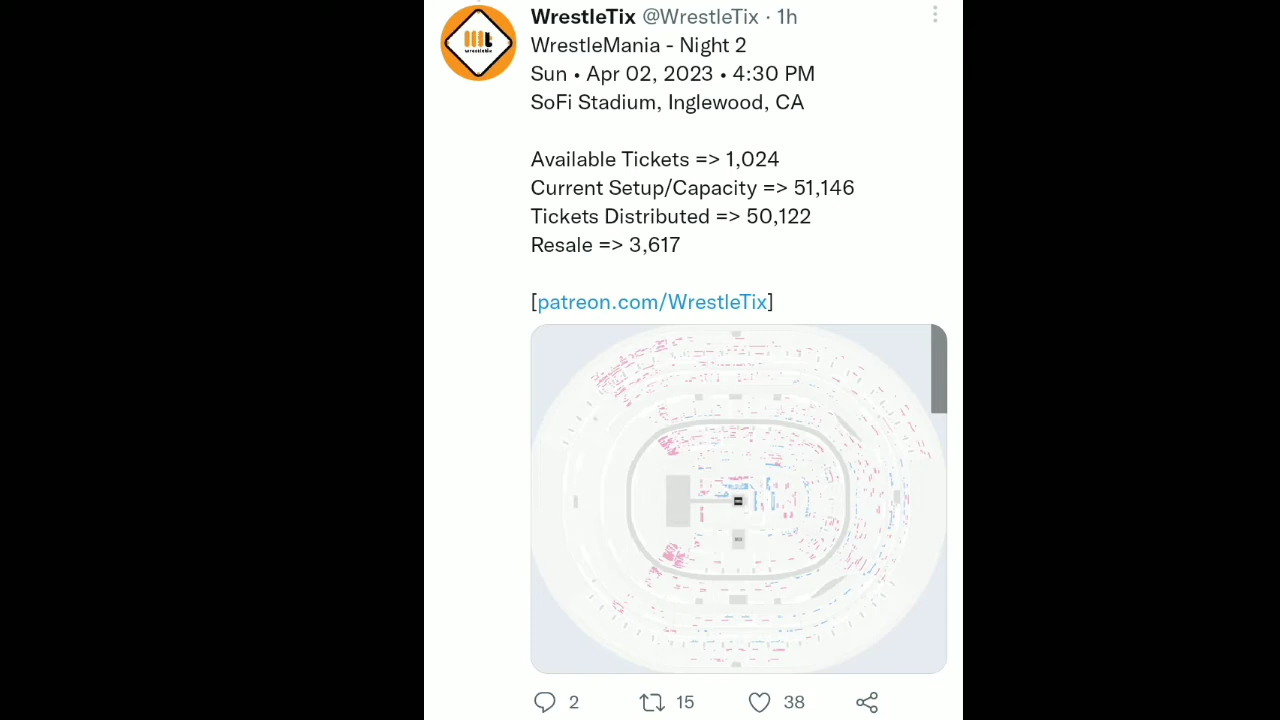 WrestleTix @WrestleTix · 1h
WrestleMania - Night 2
Sun • Apr 02, 2023 • 4:30 PM
SoFi Stadium, Inglewood, CA
Available Tickets => 1,024
Current Setup/Capacity => 51,146
Tickets Distributed => 50,122
Resale => 3,617
[patreon.com/WrestleTix]
2 15 38